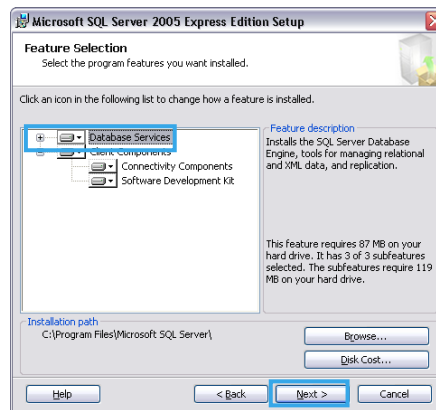 Microsoft SQL Server 2005 Express Edition Setup
Feature Selection
Select the program features you want installed.
Click an icon in the following list to change how a feature is installed.
Database Services
Client Components
Connectivity Components
Software Development Kit
Feature description
Installs the SQL Server Database
Engine, tools for managing relational
and XML data, and replication.
This feature requires 87 MB on your
hard drive. It has 3 of 3 subfeatures
selected. The subfeatures require 119
MB on your hard drive.
Installation path
C:\Program Files\Microsoft SQL Server\
Browse...
Disk Cost...
Help
< Back
Next >
Cancel